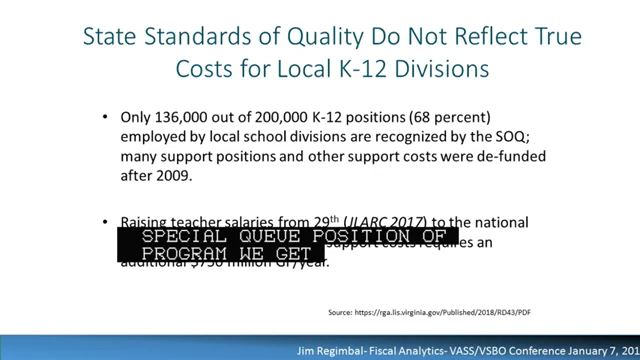 State Standards of Quality Do Not Reflect True
Costs for Local K-12 Divisions
• Only 136,000 out of 200,000 K-12 positions (68 percent)
employed by local school divisions are recognized by the SOQ;
many support positions and other support costs were de-funded
after 2009.
• Raising teacher salaries from 29th (JLARC 2017) to the national
support costs requires an
additional $750 million GF/year.
SPECIAL QUEUE POSITION OF
PROGRAM WE GET
Source: https://rga.lis.virginia.gov/Published/2018/RD43/PDF
Jim Regimbal- Fiscal Analytics- VASS/VSBO Conference January 7, 201